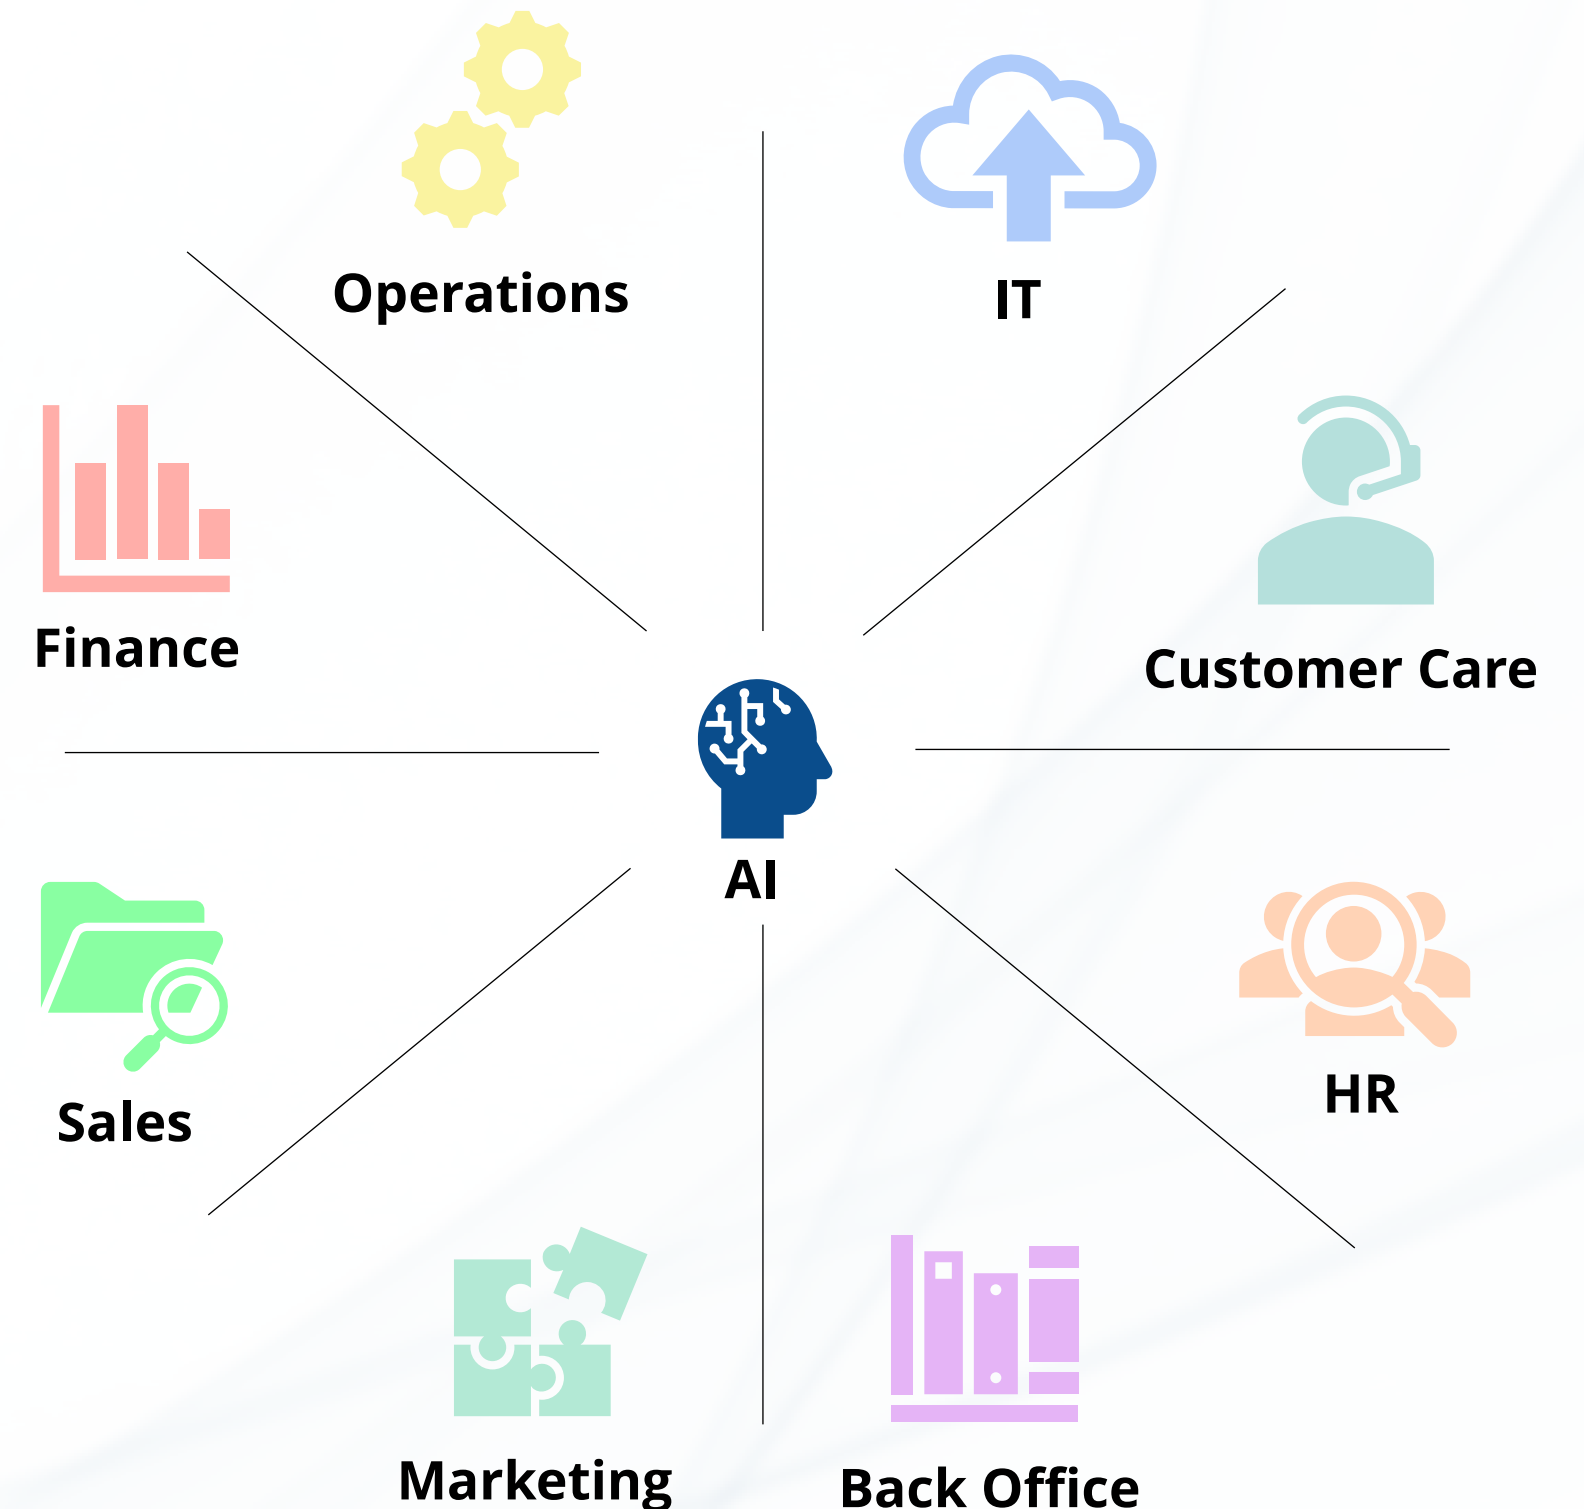 Operations
IT
Finance
Customer Care
AI
Sales
HR
Marketing
Back Office